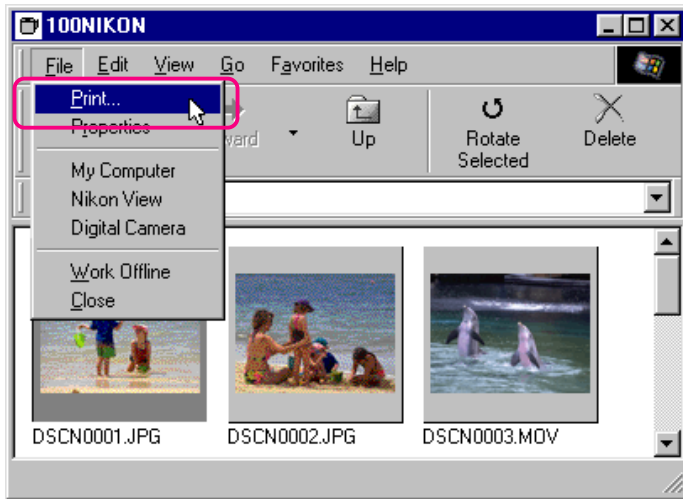 100NIKON
File Edit View Go Favorites Help
Print...
Properties
My Computer
Nikon View
Digital Camera
Work Offline
Close
Up
Rotate Selected
Delete
DSCN0001.JPG DSCN0002.JPG DSCN0003.MOV